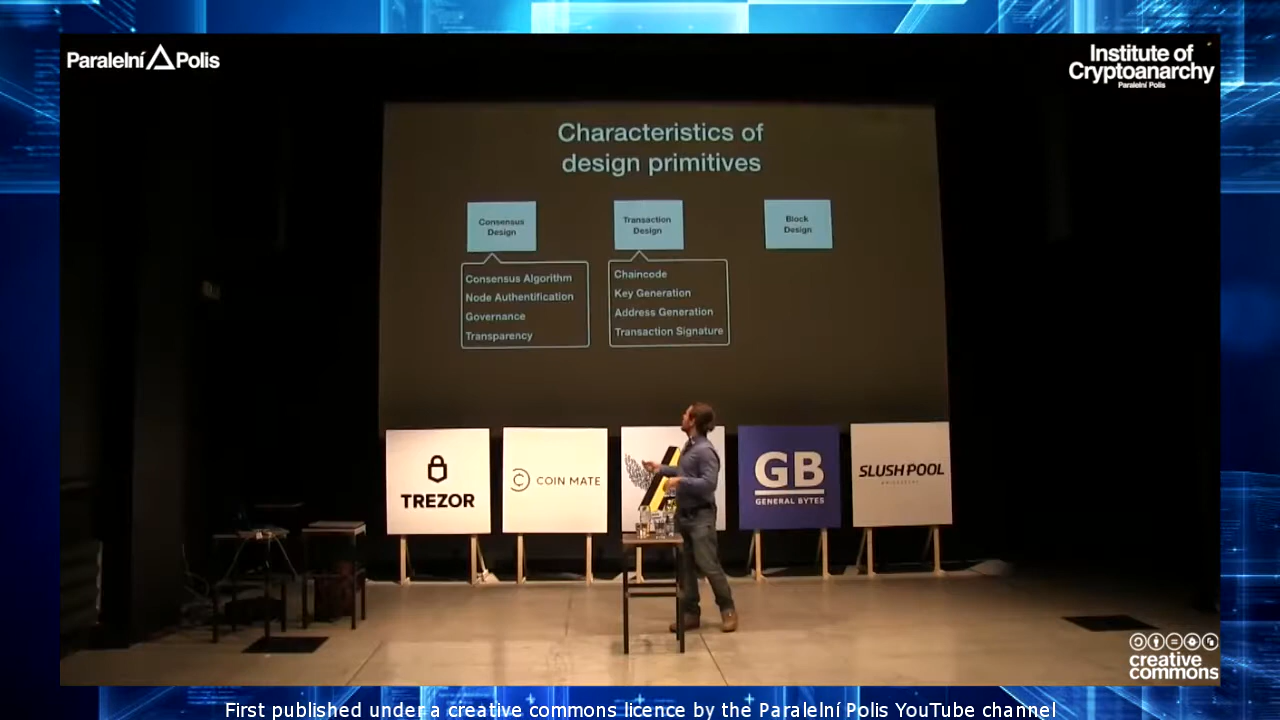 Paralelní Polis
Institute of
Cryptoanarchy
Paralelní Polis
Characteristics of
design primitives
Consensus
Design
Transaction
Design
Block
Design
Consensus Algorithm
Node Authentification
Governance
Transparency
Chaincode
Key Generation
Address Generation
Transaction Signature
TREZOR
COINMATE
GB
GENERAL BYTES
SLUSH POOL
creative
commons
First published under a creative commons licence by the Paralelní Polis YouTube channel